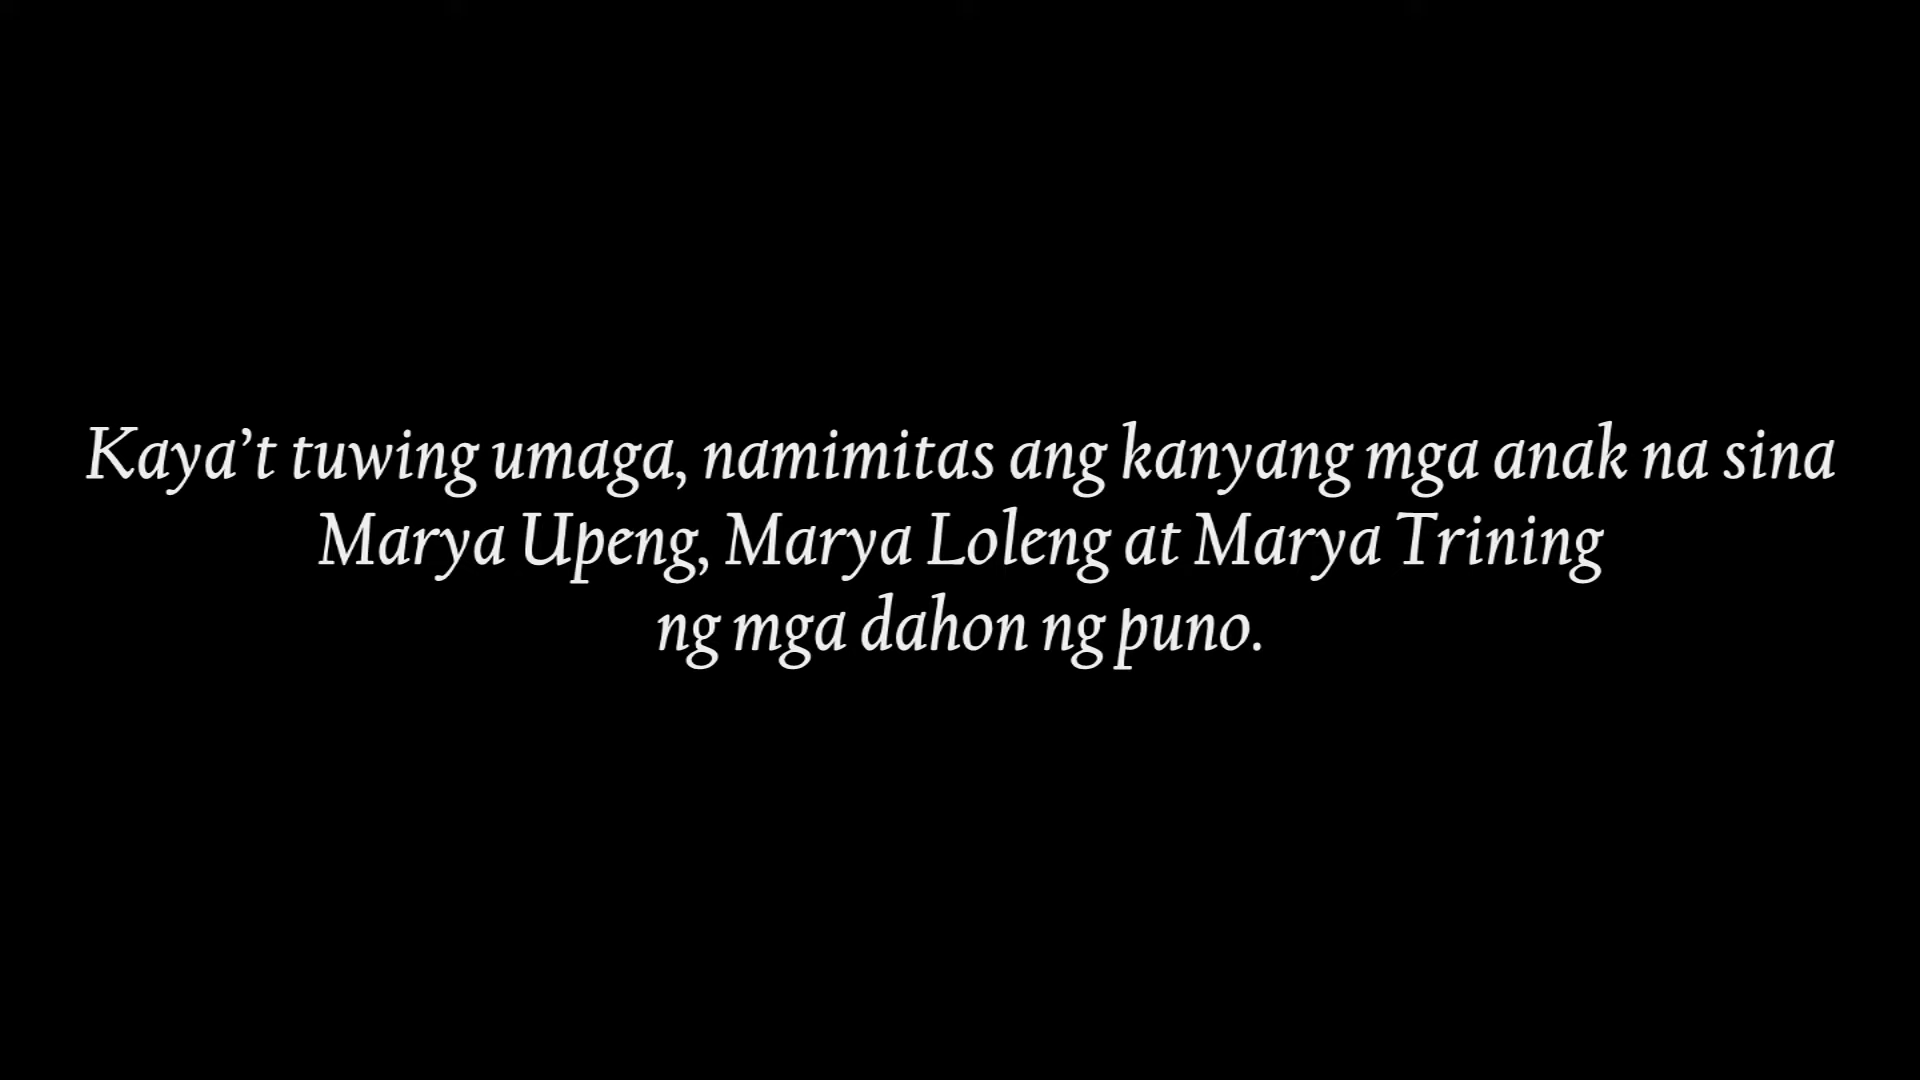 Kaya’t tuwing umaga, namimitas ang kanyang mga anak na sina
Marya Upeng, Marya Loleng at Marya Trining
ng mga dahon ng puno.